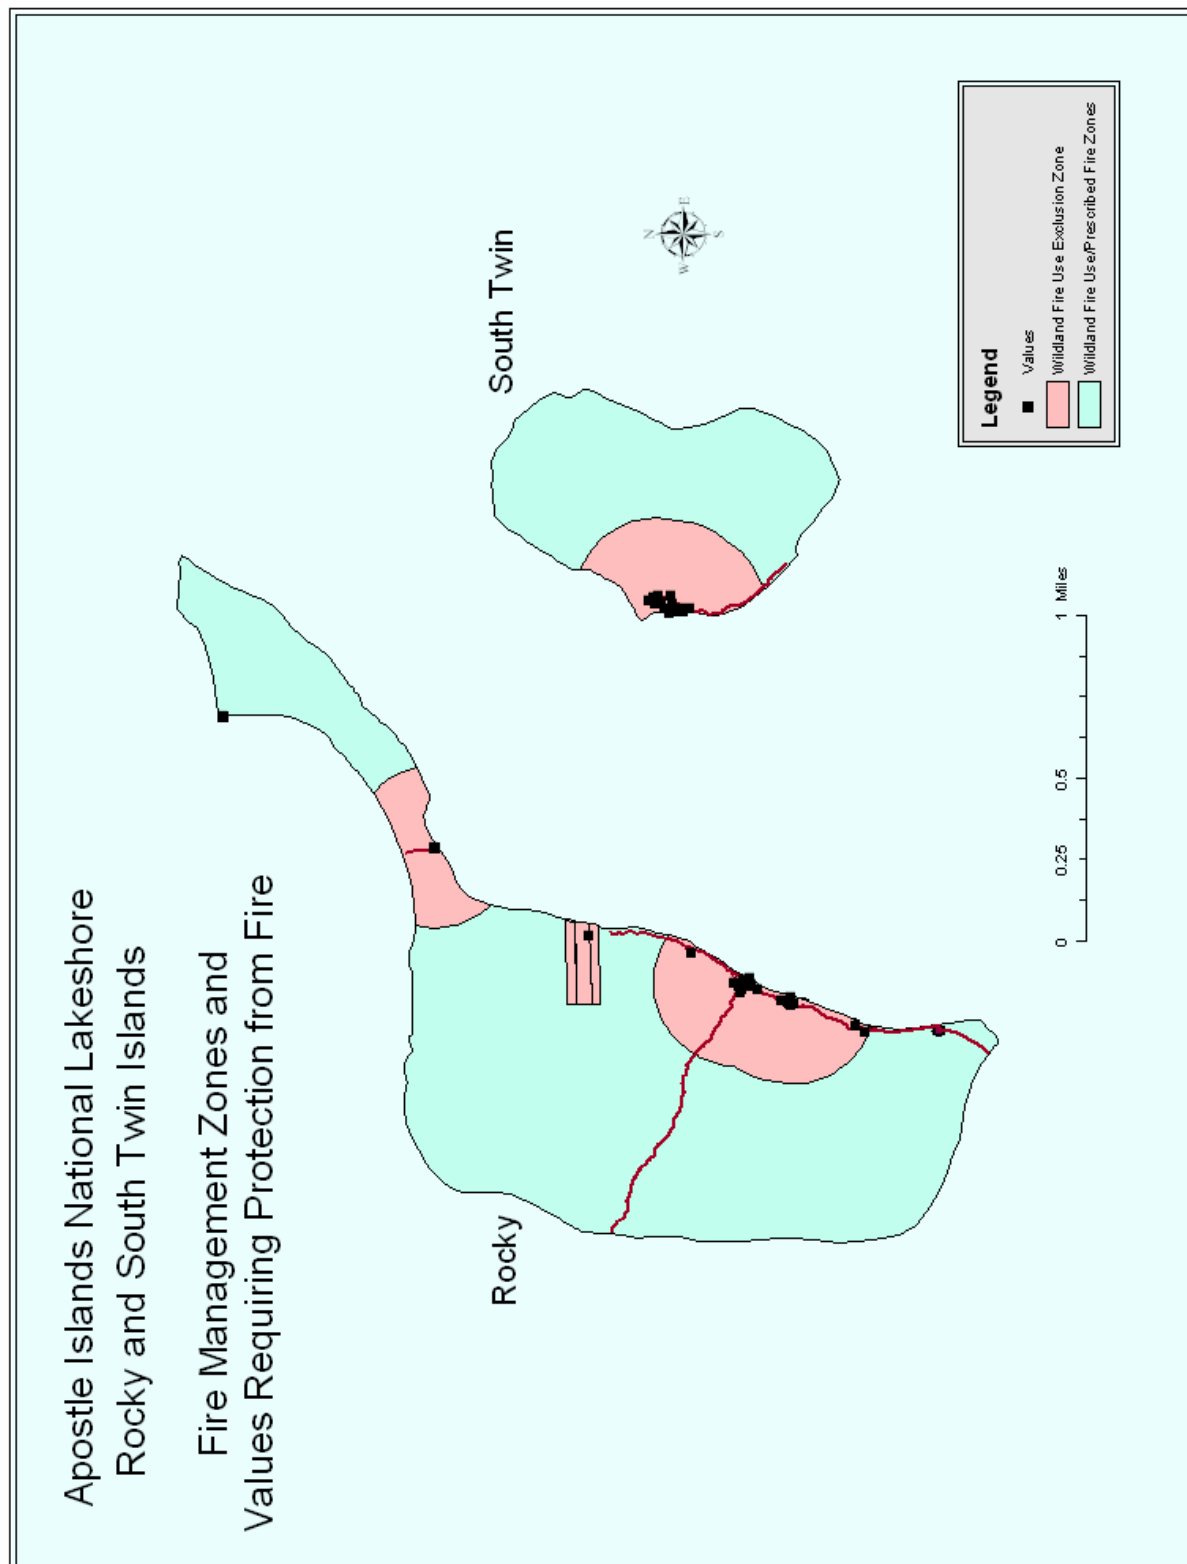 Apostle Islands National Lakeshore
Rocky and South Twin Islands
Fire Management Zones and
Values Requiring Protection from Fire
Rocky
South Twin
N
W
E
S
0
0.25
0.5
1 Miles
Legend
Values
Wildland Fire Use Exclusion Zone
Wildland Fire Use/Prescribed Fire Zones